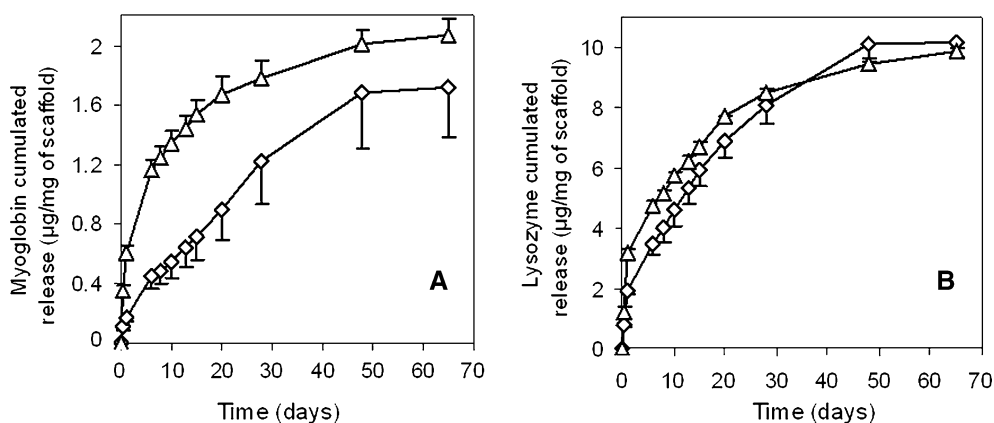 Myoglobin cumulated
release (µg/mg of scaffold)
2
1.6
1.2
0.8
0.4
0
A
0 10 20 30 40 50 60 70
Time (days)
Lysozyme cumulated
release (µg/mg of scaffold)
10
8
6
4
2
0
B
0 10 20 30 40 50 60 70
Time (days)